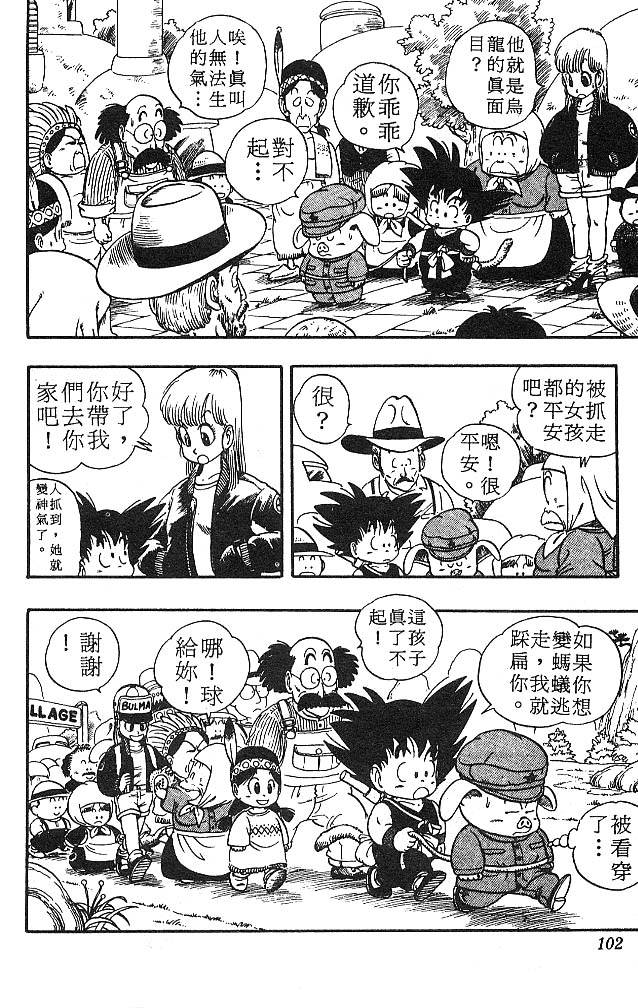 他就是烏
龍的真面
目？
你乖乖
道歉。
對不
起…
唉！真叫
人無法生
他的氣…
被抓走
的女孩
都平安
吧？
嗯！很
平安。
很？
好了，
你帶我
們去你
家吧！
人抓到，她就
變神氣了。
如果你想
變螞蟻逃
走，我就
踩扁你。
被看穿
了…
這孩子
真了不
起！
哪！球
給妳！
謝謝
！
LLAGE
BULMA
102